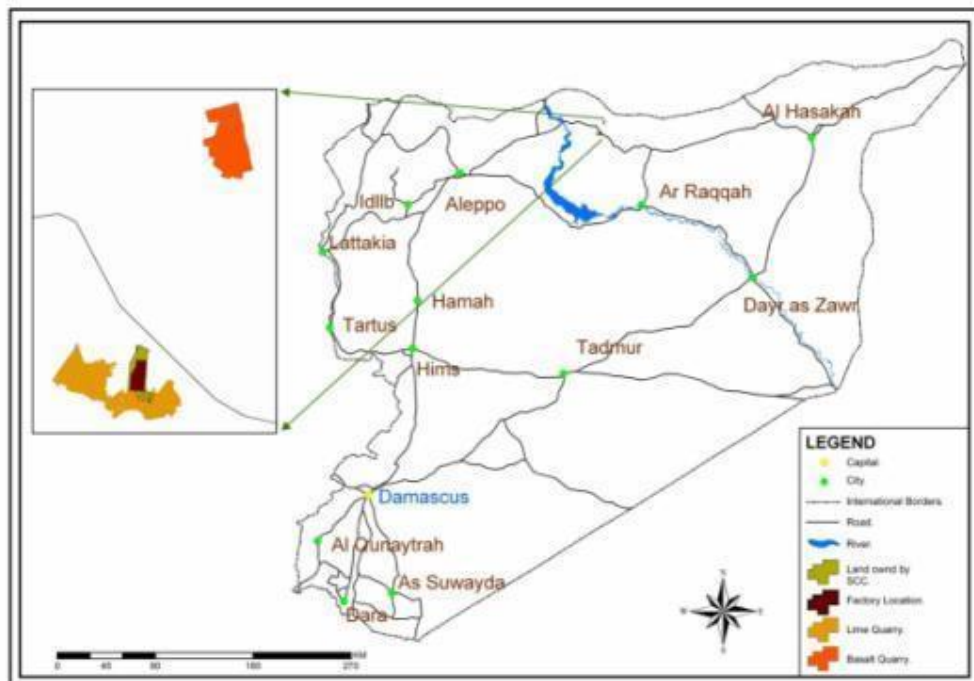 Al Hasakah
Idlib
Aleppo
Ar Raqqah
Lattakia
Hamah
Dayr as Zawr
Tartus
Tadmur
Hims
Damascus
Al Qunaytrah
As Suwayda
Dara
LEGEND
Capital
City
International Borders
Road
River
Land ownd by
SCC.
Factory Location
Lime Quarry
Basalt Quarry
N
W
E
S
0
45
90
180
270
KM